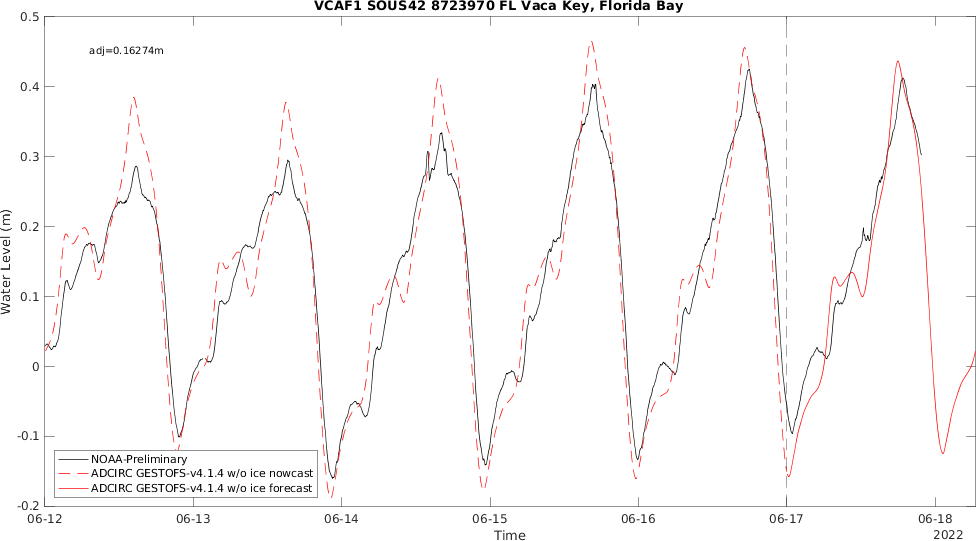 VCAF1 SOUS42 8723970 FL Vaca Key, Florida Bay
0.5
adj=0.16274m
0.4
0.3
0.2
Water Level (m)
0.1
0
-0.1
NOAA-Preliminary
ADCIRC GESTOFS-v4.1.4 w/o ice nowcast
ADCIRC GESTOFS-v4.1.4 w/o ice forecast
-0.2
06-12 06-13 06-14 06-15 06-16 06-17 06-18
Time 2022